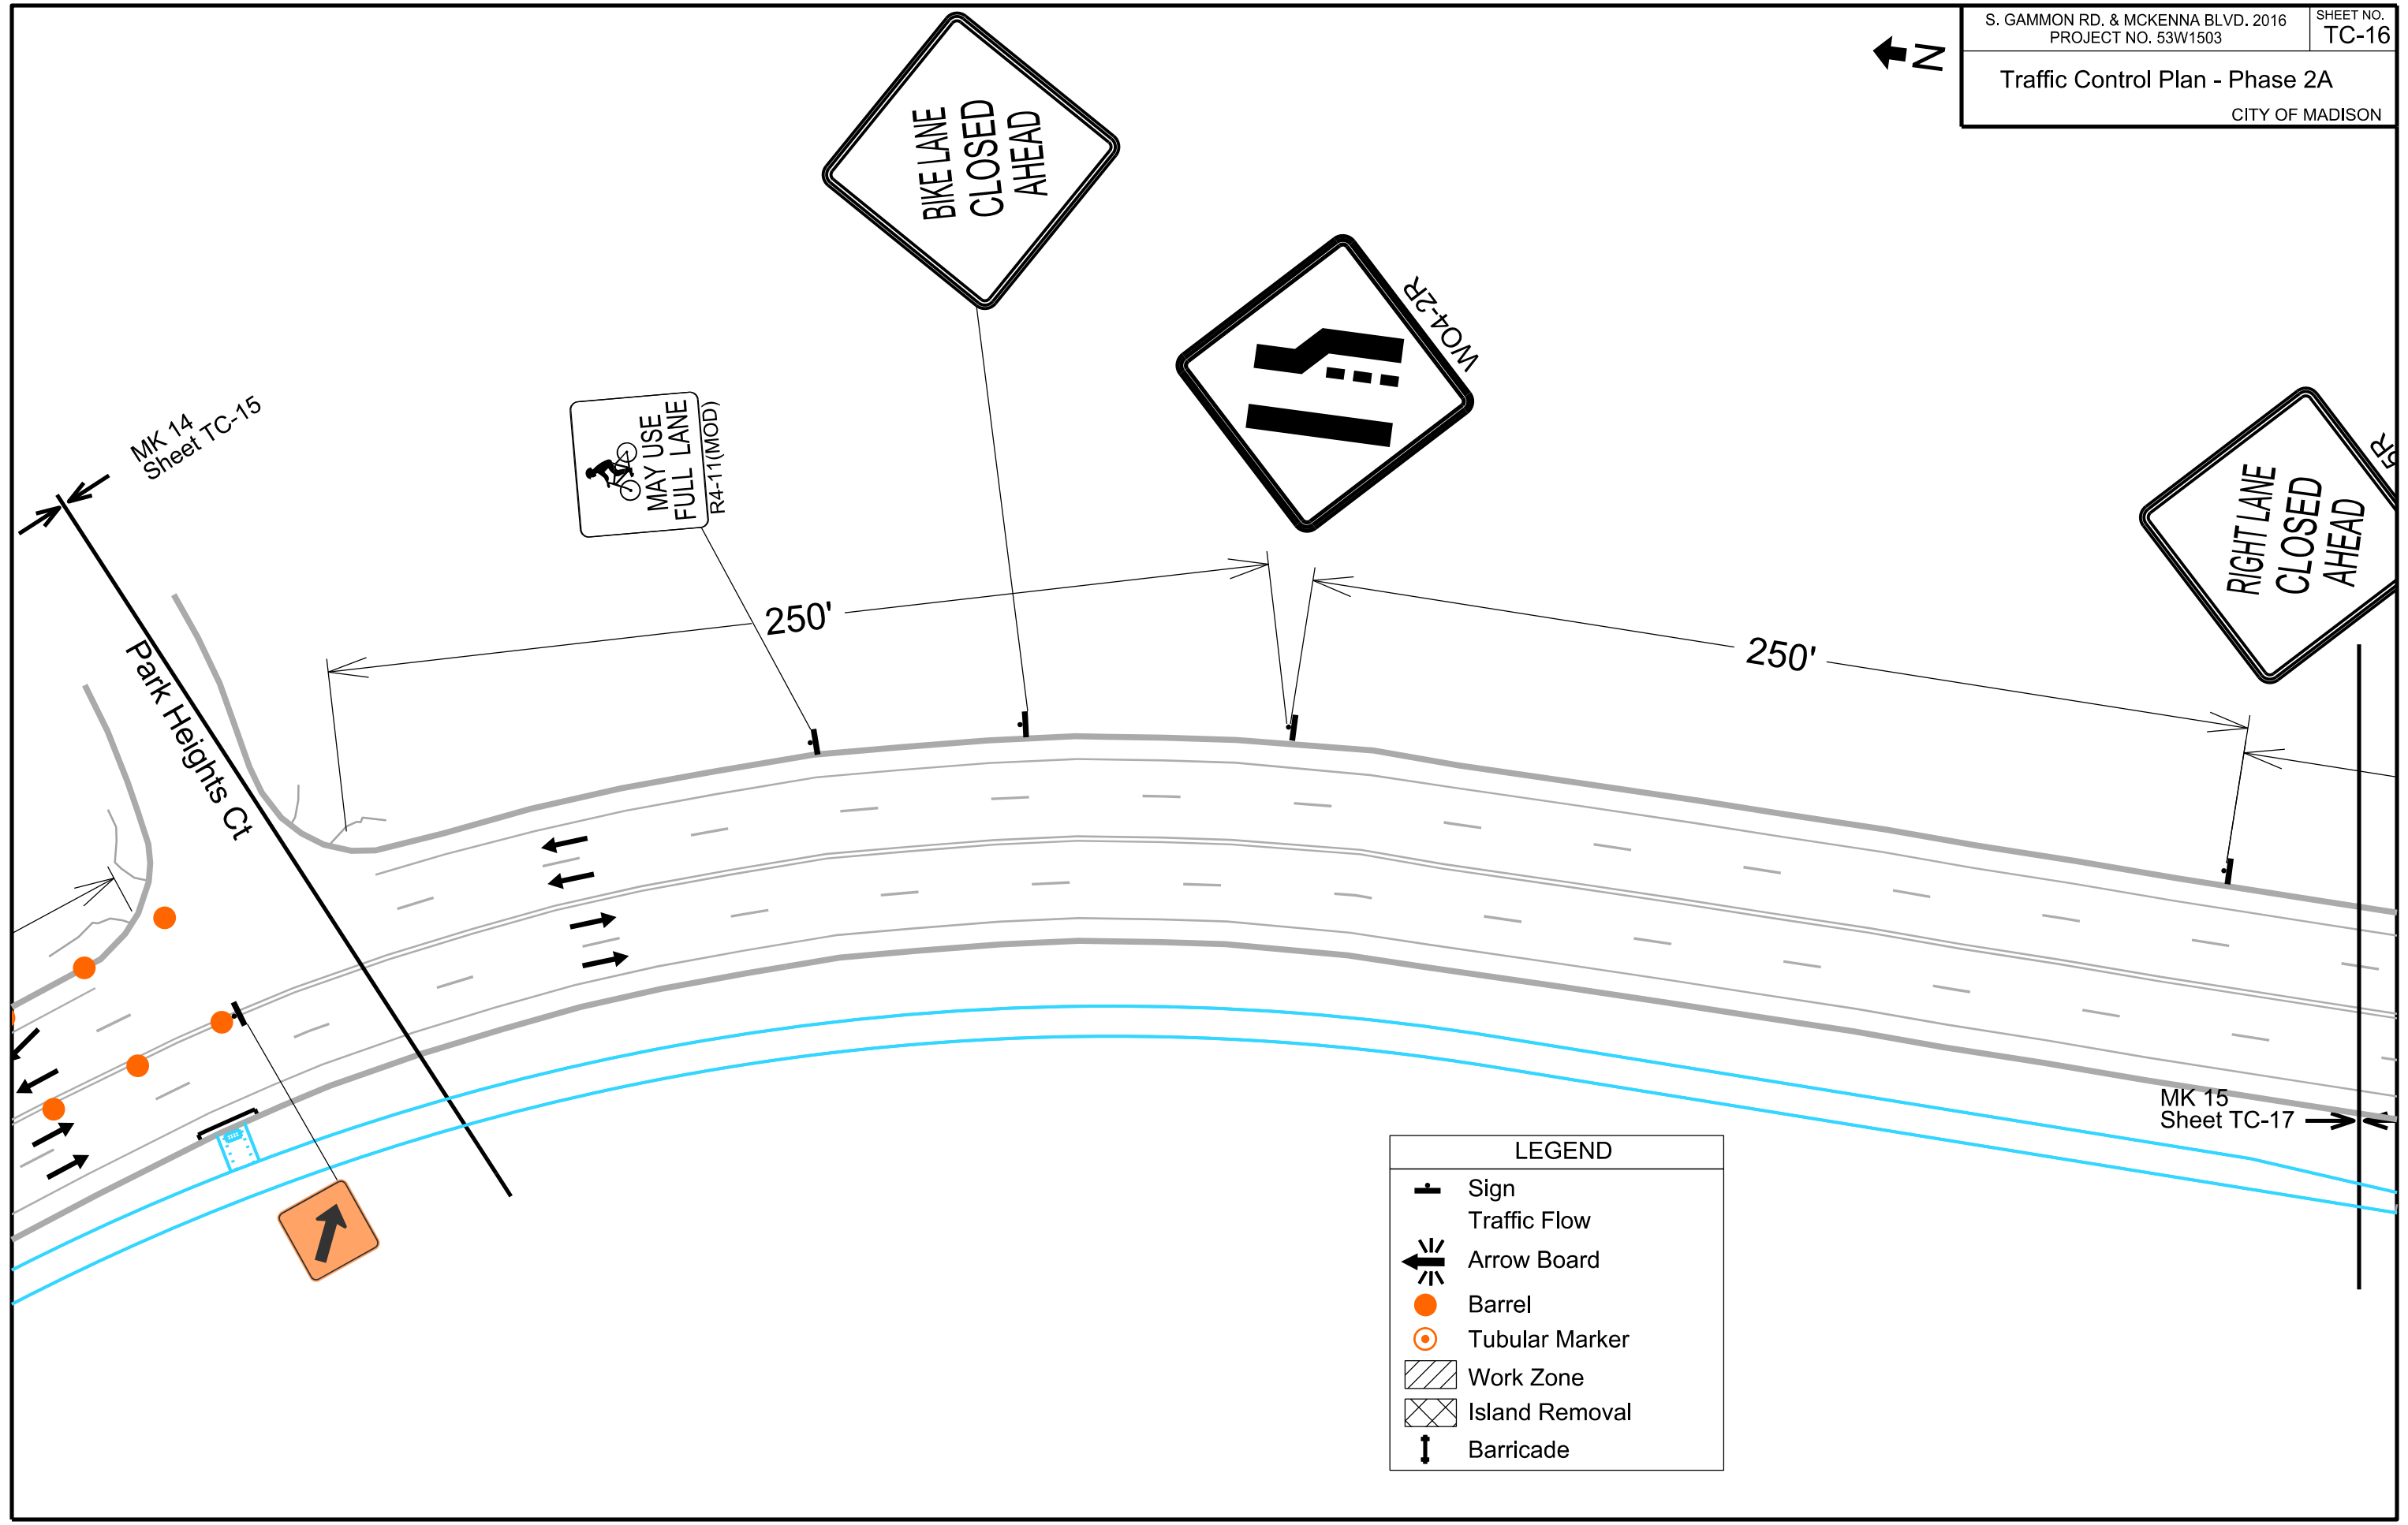 S. GAMMON RD. & MCKENNA BLVD. 2016
PROJECT NO. 53W1503
SHEET NO.
TC-16
Traffic Control Plan - Phase 2A
CITY OF MADISON
N
BIKE LANE
CLOSED
AHEAD
WO4-2R
MK 14
Sheet TC-15
MAY USE
FULL LANE
R4-11(MOD)
RIGHT LANE
CLOSED
AHEAD
5R
250'
250'
Park Heights Ct
MK 15
Sheet TC-17
LEGEND
Sign
Traffic Flow
Arrow Board
Barrel
Tubular Marker
Work Zone
Island Removal
Barricade